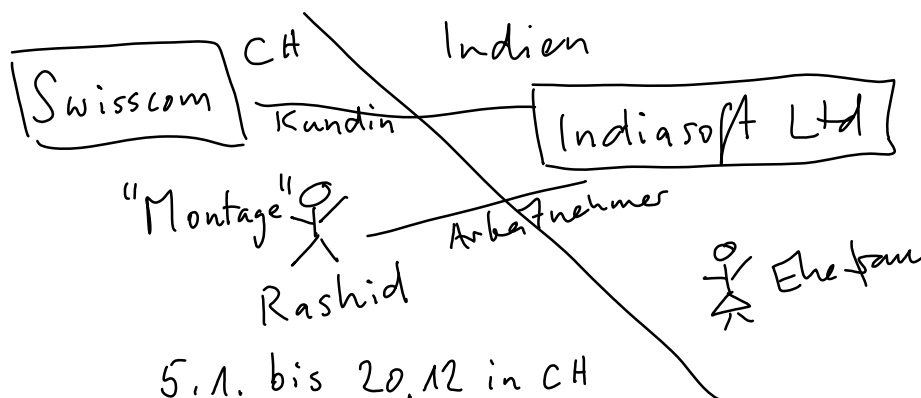 CH
Indien
Swisscom
Kundin
Indiasoft Ltd
"Montage"
Arbeitnehmer
Rashid
Ehefrau
5.1. bis 20.12 in CH